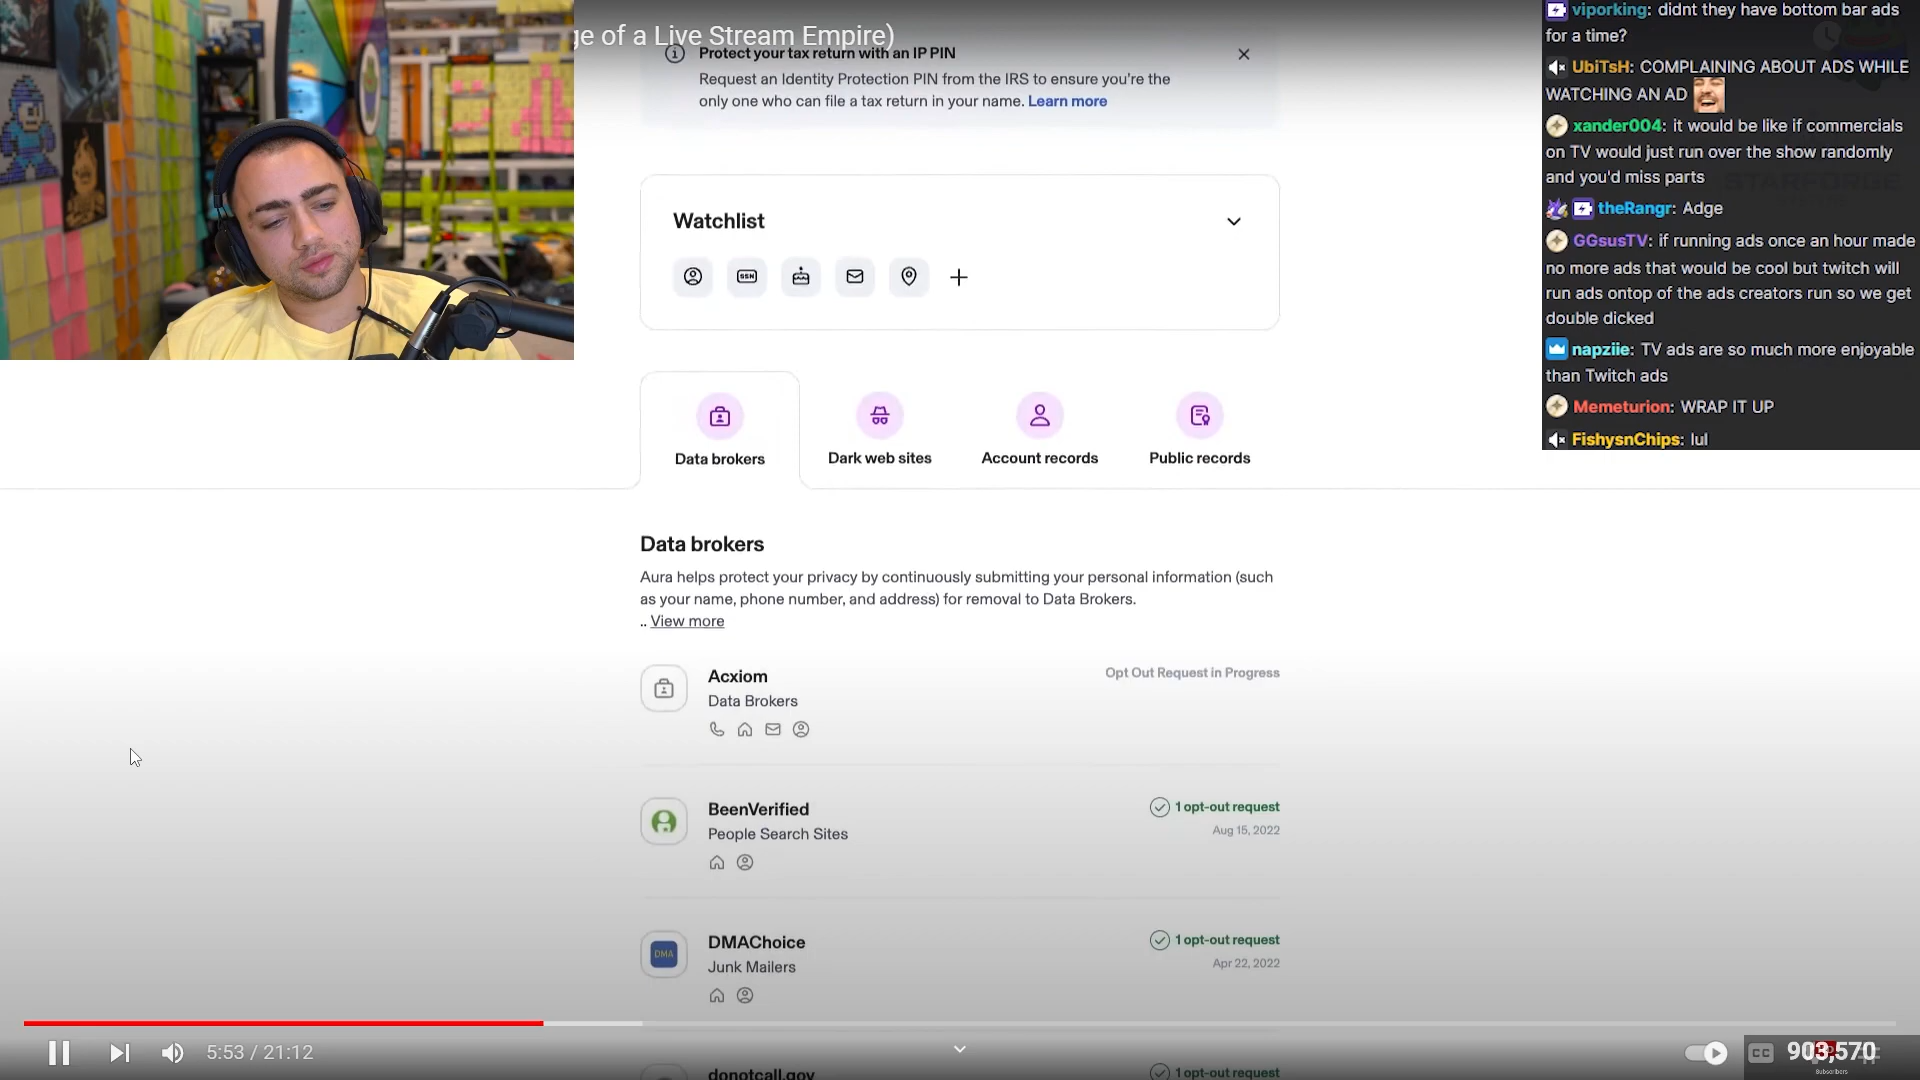 ge of a Live Stream Empire)
Protect your tax return with an IP PIN
Request an Identity Protection PIN from the IRS to ensure you're the
only one who can file a tax return in your name. Learn more
Watchlist
SSN
Data brokers
Dark web sites
Account records
Public records
Data brokers
Aura helps protect your privacy by continuously submitting your personal information (such
as your name, phone number, and address) for removal to Data Brokers.
.. View more
Acxiom
Opt Out Request in Progress
Data Brokers
BeenVerified
1 opt-out request
People Search Sites
Aug 15, 2022
DMA
DMAChoice
1 opt-out request
Junk Mailers
Apr 22, 2022
donotcall.gov
1 opt-out request
5:53 / 21:12
CC
903,570
Subscribers
viporking: didnt they have bottom bar ads
for a time?
UbiTsH: COMPLAINING ABOUT ADS WHILE
WATCHING AN AD
xander004: it would be like if commercials
on TV would just run over the show randomly
and you'd miss parts
STARFORGE
theRangr: Adge
GGsusTV: if running ads once an hour made
no more ads that would be cool but twitch will
run ads ontop of the ads creators run so we get
double dicked
napziie: TV ads are so much more enjoyable
than Twitch ads
Memeturion: WRAP IT UP
FishysnChips: lul